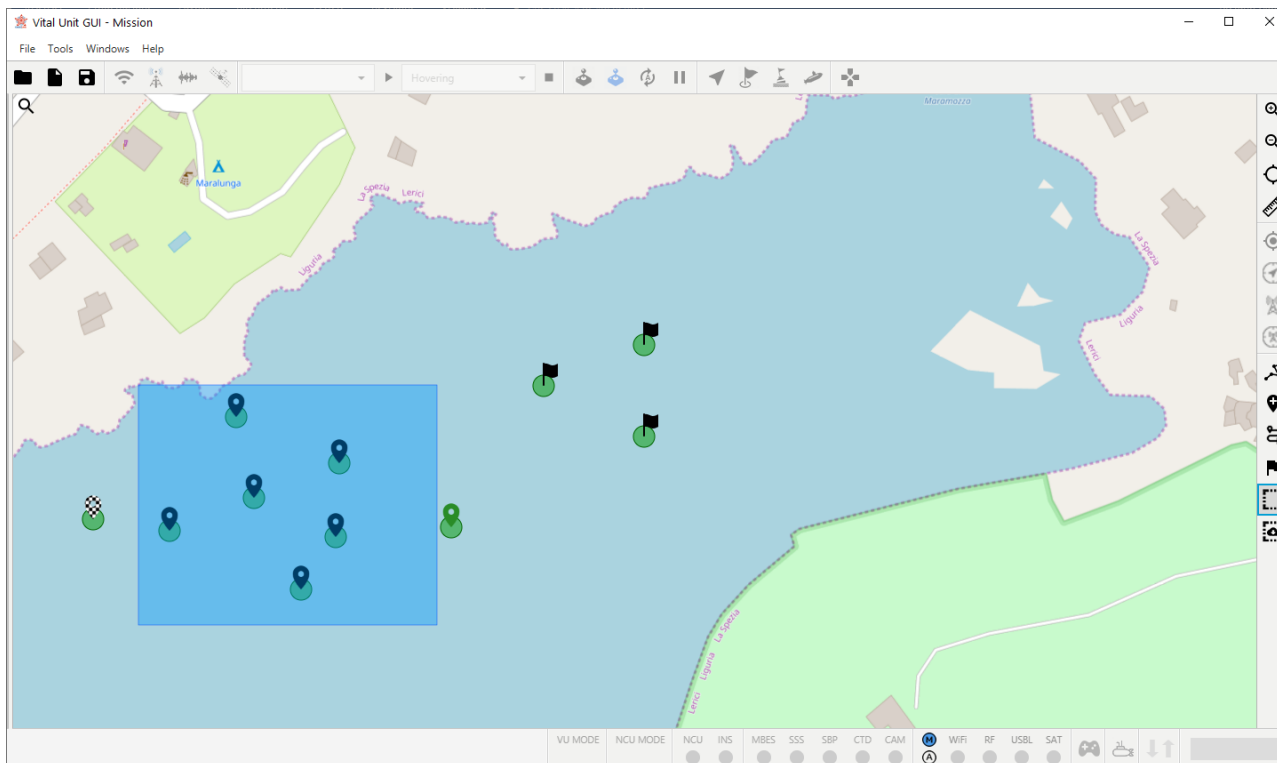 Vital Unit GUI - Mission
File Tools Windows Help
Hovering
Maramozza
Maralunga
La Spezia Lerici
Liguria
La Spezia
Liguria
Lerici
La Spezia
Liguria
Lerici
VU MODE NCU MODE NCU INS MBES SSS SBP CTD CAM M WiFi RF USBL SAT
A